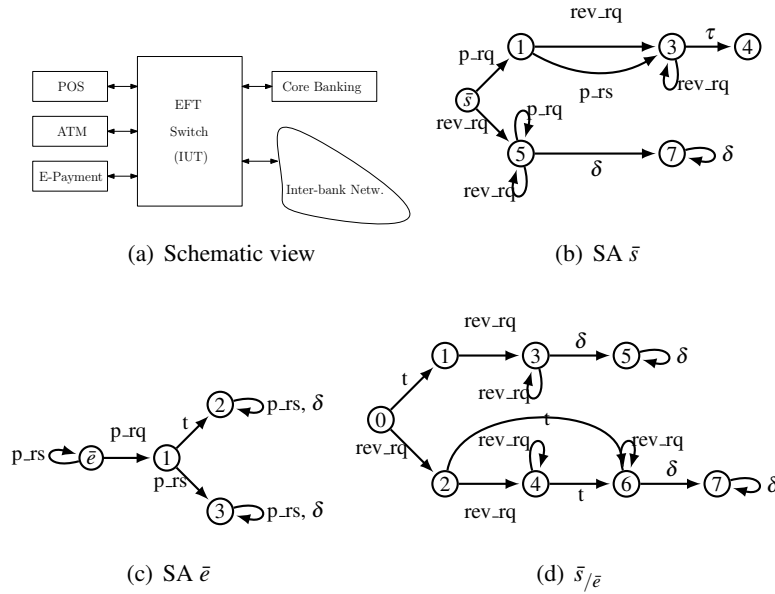 POS
ATM
E-Payment
EFT
Switch
(IUT)
Core Banking
Inter-bank Netw.
(a) Schematic view
rev_rq
1
3
τ
4
p_rq
p_rs
rev_rq
s̄
rev_rq
p_rq
5
δ
7
δ
rev_rq
(b) SA s̄
p_rs
ē
p_rq
1
t
2
p_rs, δ
p_rs
3
p_rs, δ
(c) SA ē
rev_rq
1
3
δ
5
δ
t
rev_rq
0
rev_rq
t
rev_rq
rev_rq
2
4
t
6
δ
7
δ
rev_rq
(d) s̄/ē